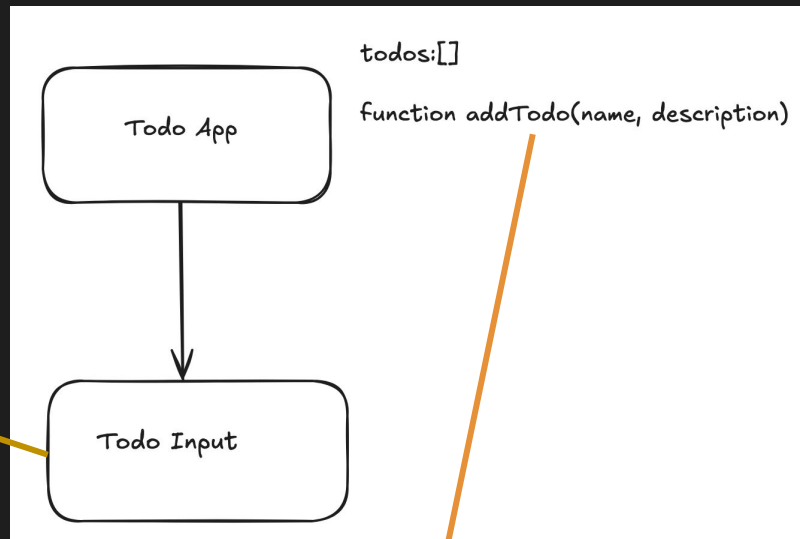 todos:[]
Todo App
function addTodo(name, description)
Todo Input